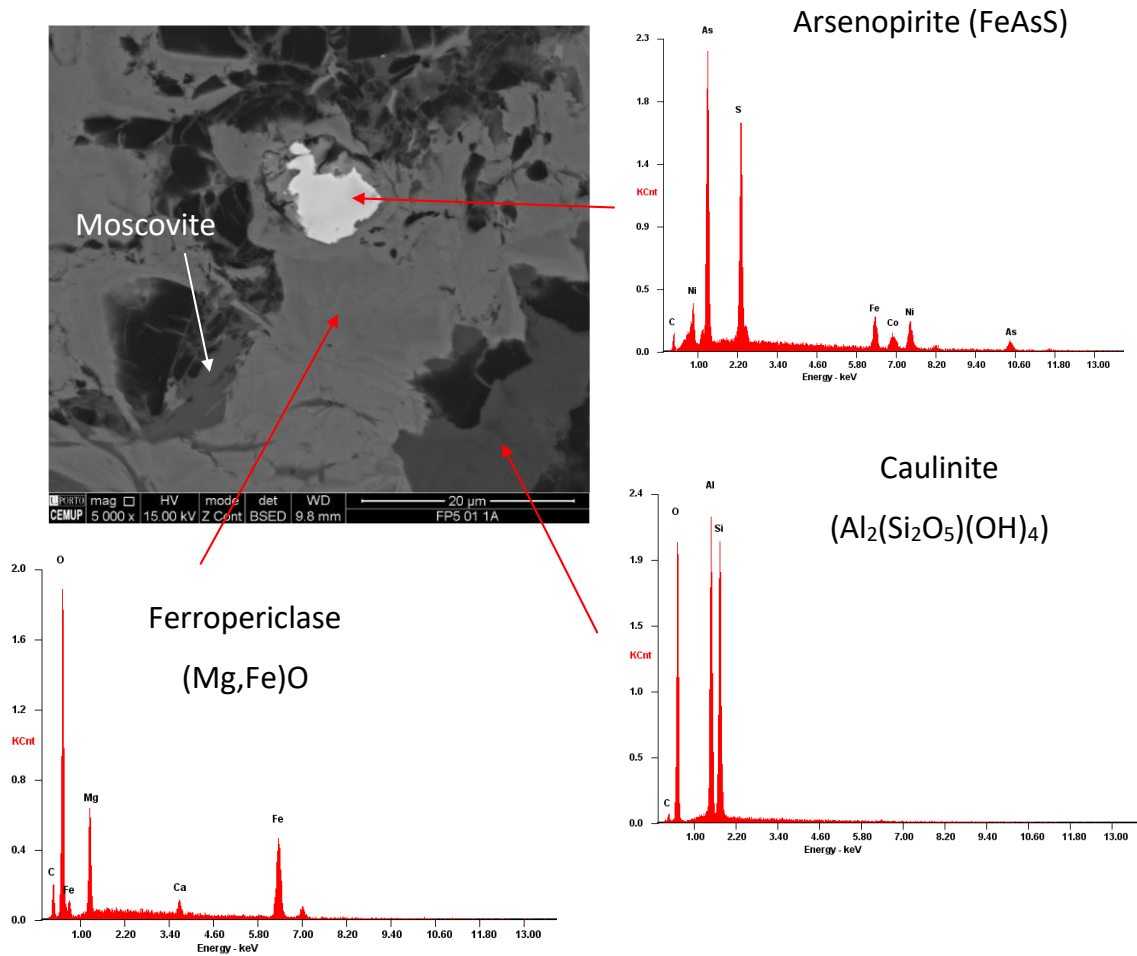 Arsenopirite (FeAsS)
2.3
As
1.8
S
1.4
KCnt
0.9
0.5
Ni
C
Fe
Co
Ni
As
0.0
1.00 2.20 3.40 4.60 5.80 7.00 8.20 9.40 10.60 11.80 13.00
Energy - keV
Moscovite
PORTO
CEMUP
mag HV mode det WD
5 000 x 15.00 kV Z Cont BSED 9.8 mm
20 µm
FP5 01 1A
Caulinite
(Al₂(Si₂O₅)(OH)₄)
2.4
Al
O
Si
1.9
1.5
KCnt
1.0
0.5
C
0.0
1.00 2.20 3.40 4.60 5.80 7.00 8.20 9.40 10.60 11.80 13.00
Energy - keV
Ferropericlase
(Mg,Fe)O
2.0
O
1.6
1.2
KCnt
0.8
Mg
Fe
0.4
C
Fe
Ca
0.0
1.00 2.20 3.40 4.60 5.80 7.00 8.20 9.40 10.60 11.80 13.00
Energy - keV